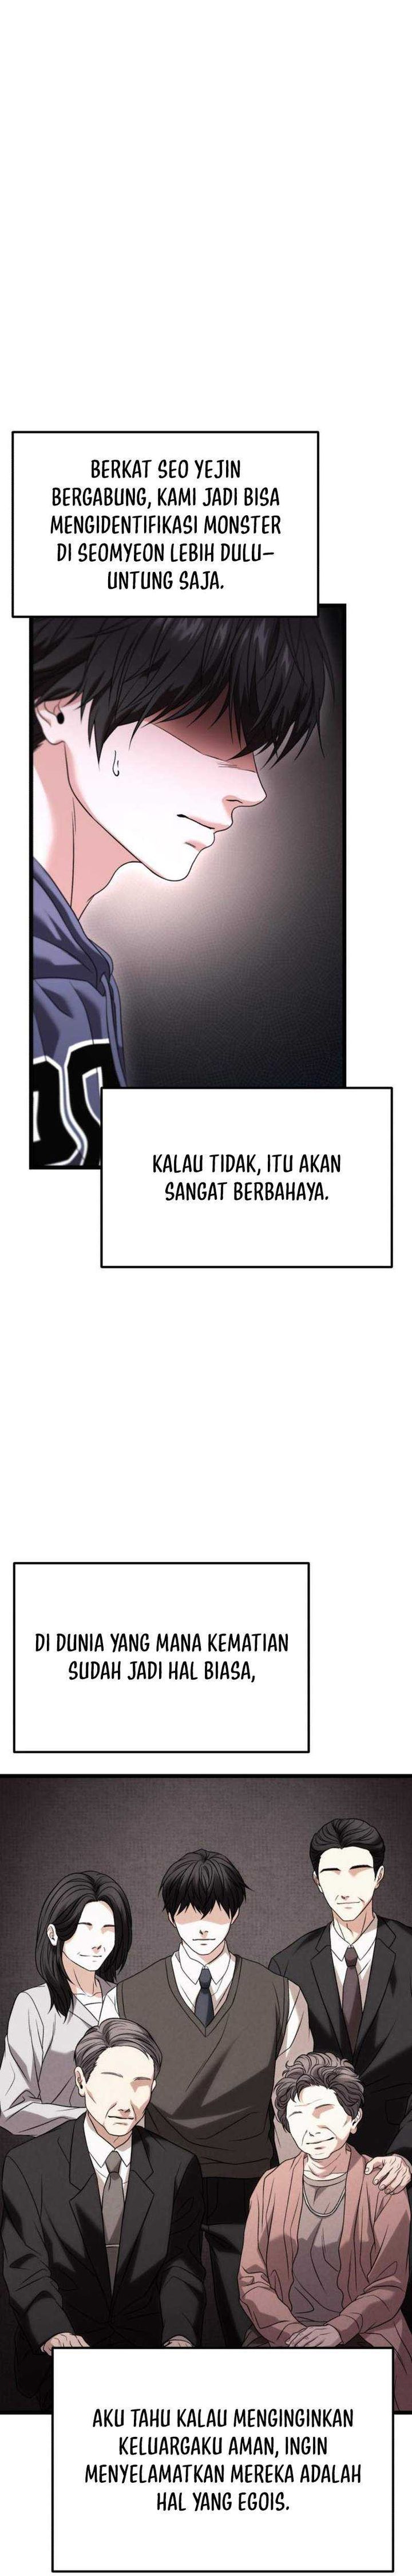 BERKAT SEO YEJIN
BERGABUNG, KAMI JADI BISA
MENGIDENTIFIKASI MONSTER
DI SEOMYEON LEBIH DULU-
UNTUNG SAJA.
KALAU TIDAK, ITU AKAN
SANGAT BERBAHAYA.
DI DUNIA YANG MANA KEMATIAN
SUDAH JADI HAL BIASA,
AKU TAHU KALAU MENGINGINKAN
KELUARGAKU AMAN, INGIN
MENYELAMATKAN MEREKA ADALAH
HAL YANG EGOIS.